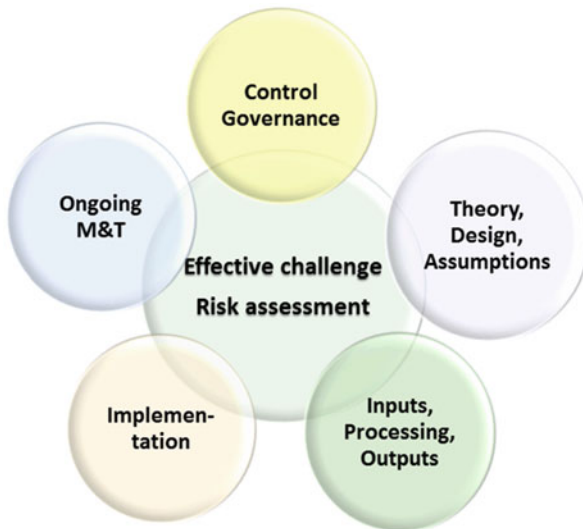 Control
Governance
Ongoing
M&T
Theory,
Design,
Assumptions
Effective challenge
Risk assessment
Implemen-
tation
Inputs,
Processing,
Outputs